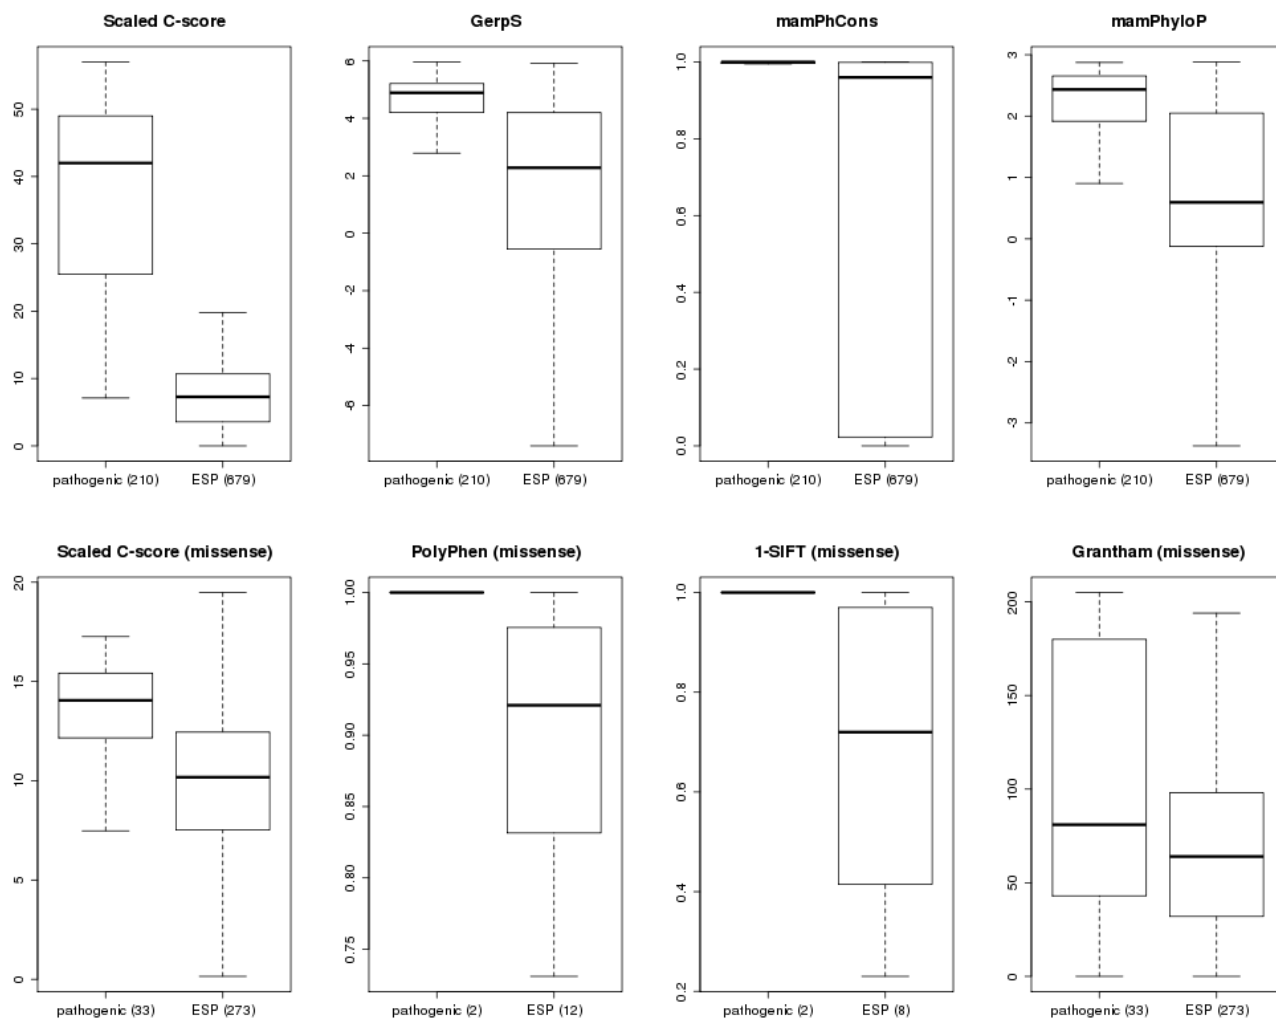 Scaled C-score
GerpS
mamPhCons
mamPhyloP
0 10 20 30 40 50
-6 -4 -2 0 2 4 6
0.0 0.2 0.4 0.6 0.8 1.0
-3 -2 -1 0 1 2 3
pathogenic (210) ESP (679)
pathogenic (210) ESP (679)
pathogenic (210) ESP (679)
pathogenic (210) ESP (679)
Scaled C-score (missense)
PolyPhen (missense)
1-SIFT (missense)
Grantham (missense)
0 5 10 15 20
0.75 0.80 0.85 0.90 0.95 1.00
0.2 0.4 0.6 0.8 1.0
0 50 100 150 200
pathogenic (33) ESP (273)
pathogenic (2) ESP (12)
pathogenic (2) ESP (8)
pathogenic (33) ESP (273)